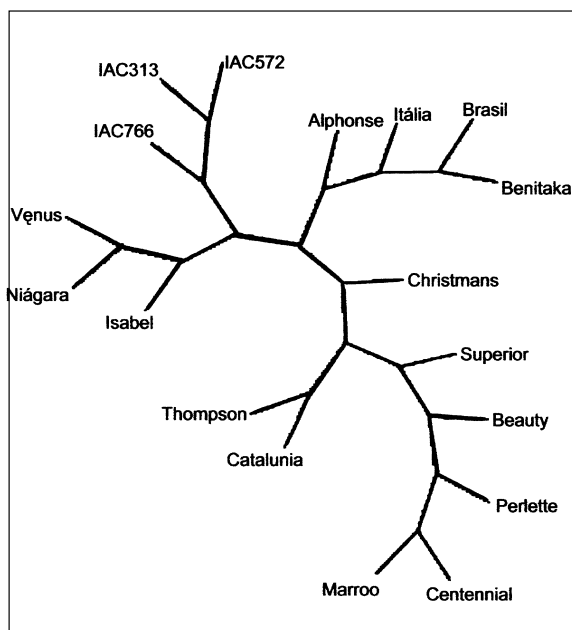 IAC572
IAC313
IAC766
Alphonse
Itália
Brasil
Benitaka
Vęnus
Niágara
Isabel
Christmans
Superior
Thompson
Beauty
Catalunia
Perlette
Marroo
Centennial